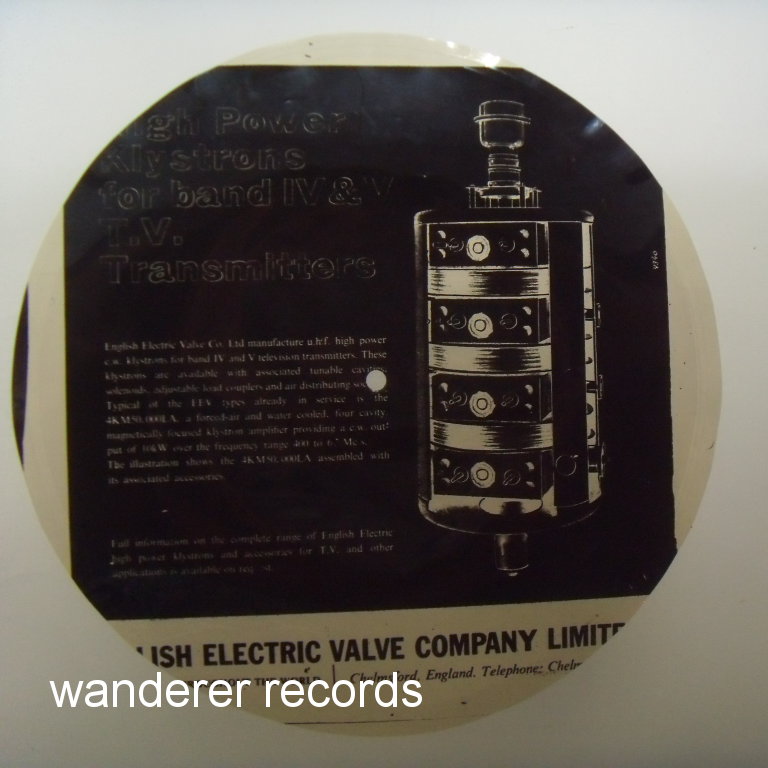 High Power
Klystrons
for band IV & V
T.V.
Transmitters
English Electric Valve Co. Ltd manufacture u.h.f. high power
c.w. klystrons for band IV and V television transmitters. These
klystrons are available with associated tunable cavities,
solenoids, adjustable load couplers and air distributing
Typical of the EEV types already in service is the
4KM50,000LA, a forced-air and water cooled, four cavity,
magnetically focused klystron amplifier providing a c.w. out
put of 10kW over the frequency range 400 to
The illustration shows the 4KM50,000LA assembled with
its associated accessories.
Full information on the complete range of English Electric
high power klystrons and accessories for T.V. and other
applications is available on
LISH ELECTRIC VALVE COMPANY LIMITE
THE WORLD
Chelmsford, England. Telephone: Chelm
wanderer records